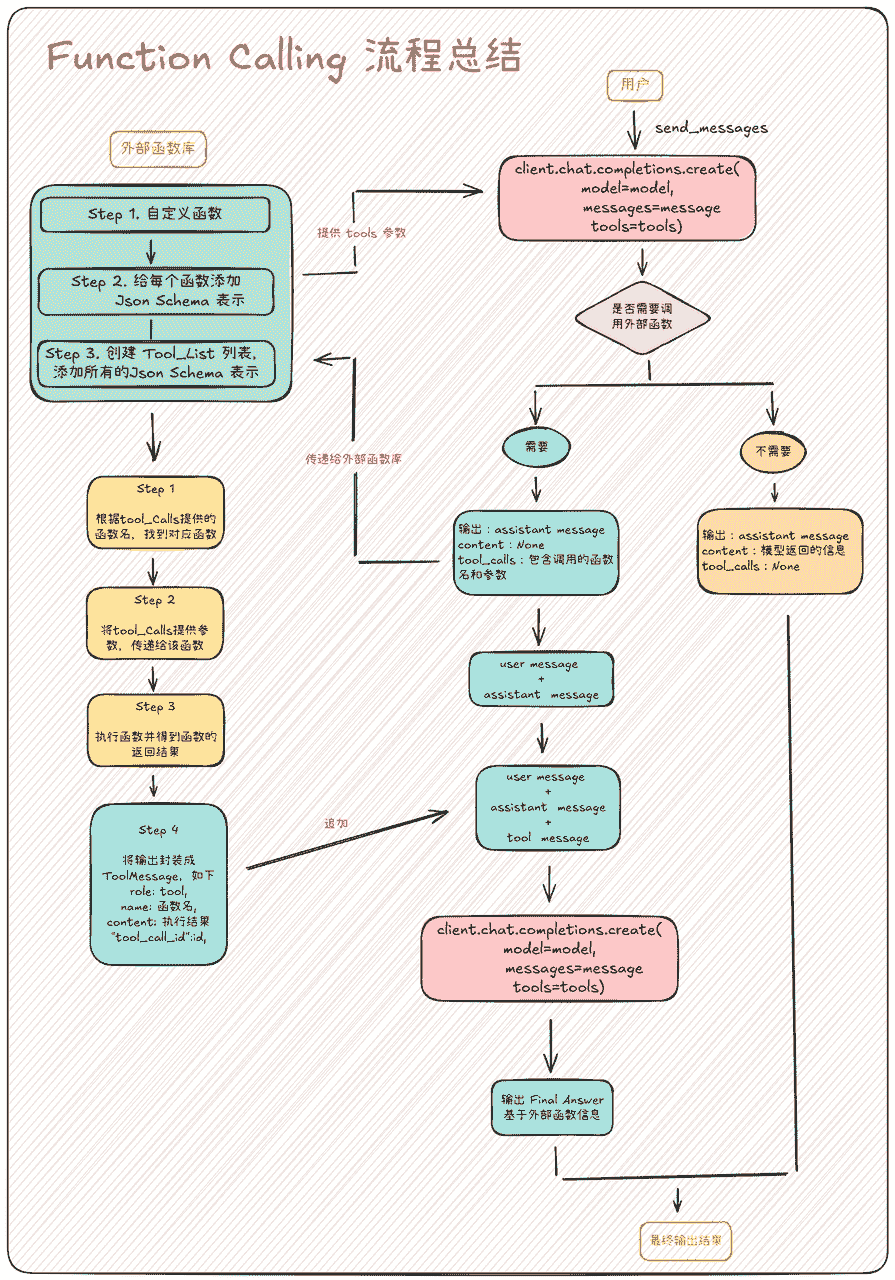 Function Calling 流程总结
用户
send_messages
外部函数库
client.chat.completions.create(
model=model,
messages=message
tools=tools)
Step 1. 自定义函数
提供 tools 参数
Step 2. 给每个函数添加
Json Schema 表示
是否需要调
用外部函数
Step 3. 创建 Tool_List 列表,
添加所有的Json Schema 表示
需要
不需要
传递给外部函数库
Step 1
根据tool_Calls提供的
函数名, 找到对应函数
输出 : assistant message
content : None
tool_calls : 包含调用的函数
名和参数
输出 : assistant message
content : 模型返回的信息
tool_calls : None
Step 2
将tool_Calls提供参
数, 传递给该函数
user message
+
assistant message
Step 3
执行函数并得到函数的
返回结果
user message
+
assistant message
+
tool message
Step 4
将输出封装成
ToolMessage, 如下
role: tool,
name: 函数名,
content: 执行结果
"tool_call_id":id,
追加
client.chat.completions.create(
model=model,
messages=message
tools=tools)
输出 Final Answer
基于外部函数信息
最终输出结果